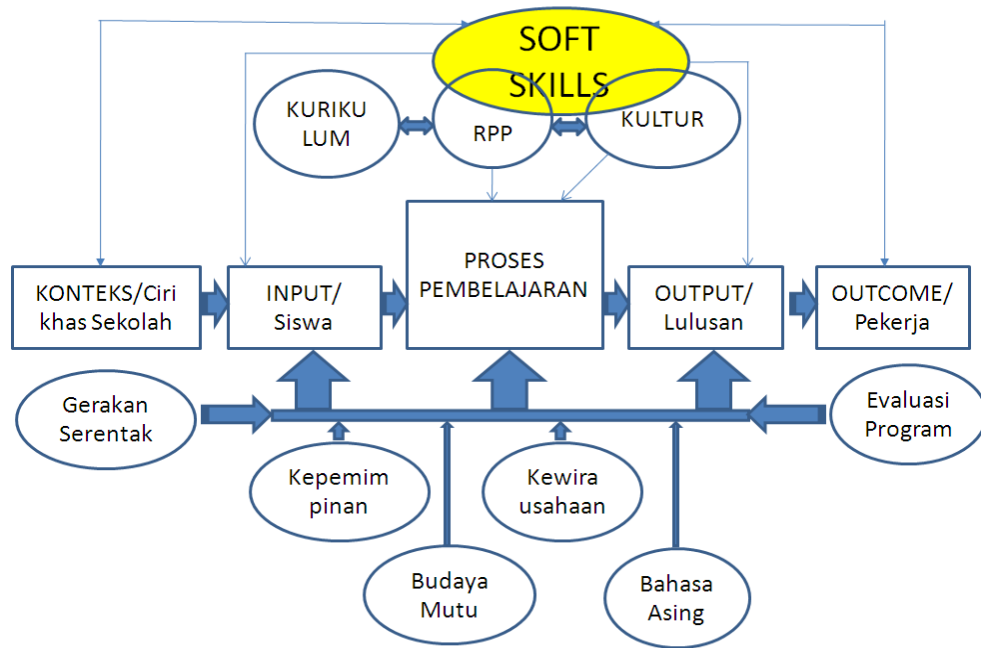 SOFT
SKILLS
KURIKU
LUM
RPP
KULTUR
KONTEKS/Ciri
khas Sekolah
INPUT/
Siswa
PROSES
PEMBELAJARAN
OUTPUT/
Lulusan
OUTCOME/
Pekerja
Gerakan
Serentak
Evaluasi
Program
Kepemim
pinan
Kewira
usahaan
Budaya
Mutu
Bahasa
Asing